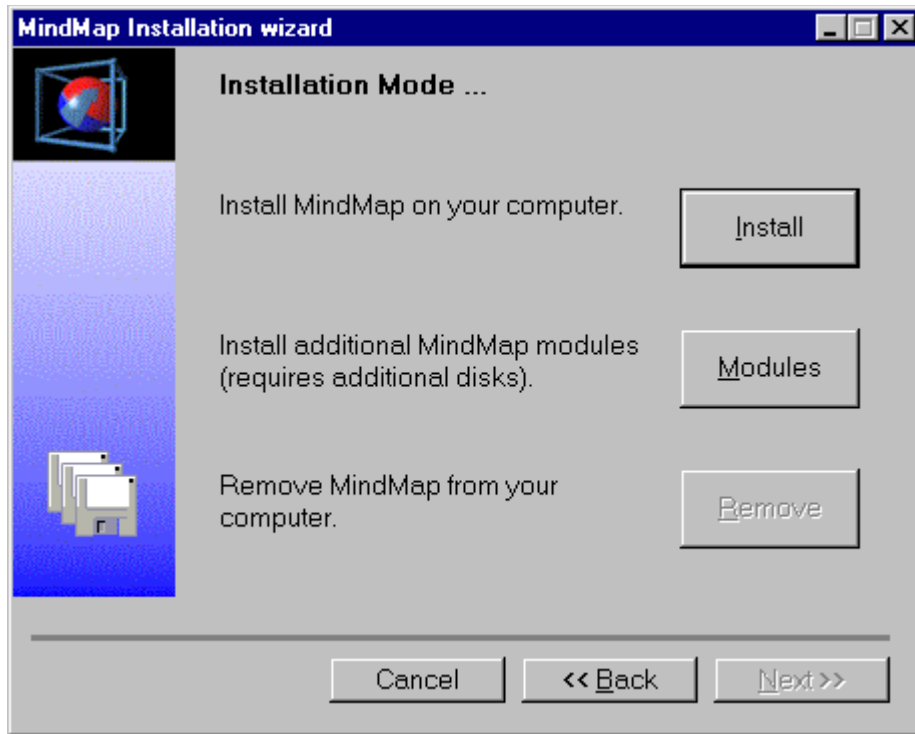 MindMap Installation wizard
Installation Mode ...
Install MindMap on your computer.
Install
Install additional MindMap modules
(requires additional disks).
Modules
Remove MindMap from your
computer.
Remove
Cancel
<< Back
Next >>